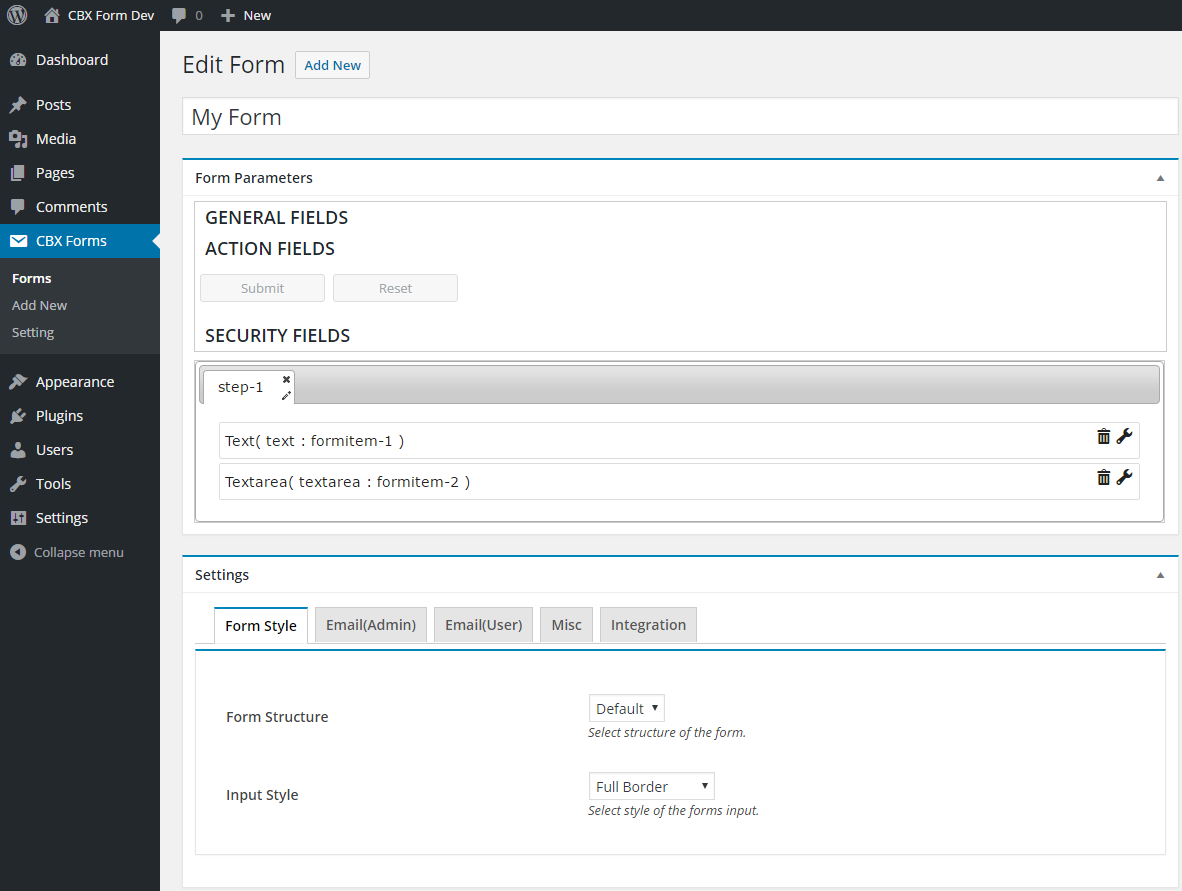 CBX Form Dev 0 New
Dashboard
Posts
Media
Pages
Comments
CBX Forms
Forms
Add New
Setting
Appearance
Plugins
Users
Tools
Settings
Collapse menu
Edit Form Add New
My Form
Form Parameters
GENERAL FIELDS
ACTION FIELDS
Submit Reset
SECURITY FIELDS
step-1
Text( text : formitem-1 )
Textarea( textarea : formitem-2 )
Settings
Form Style Email(Admin) Email(User) Misc Integration
Form Structure Default
Select structure of the form.
Input Style Full Border
Select style of the forms input.